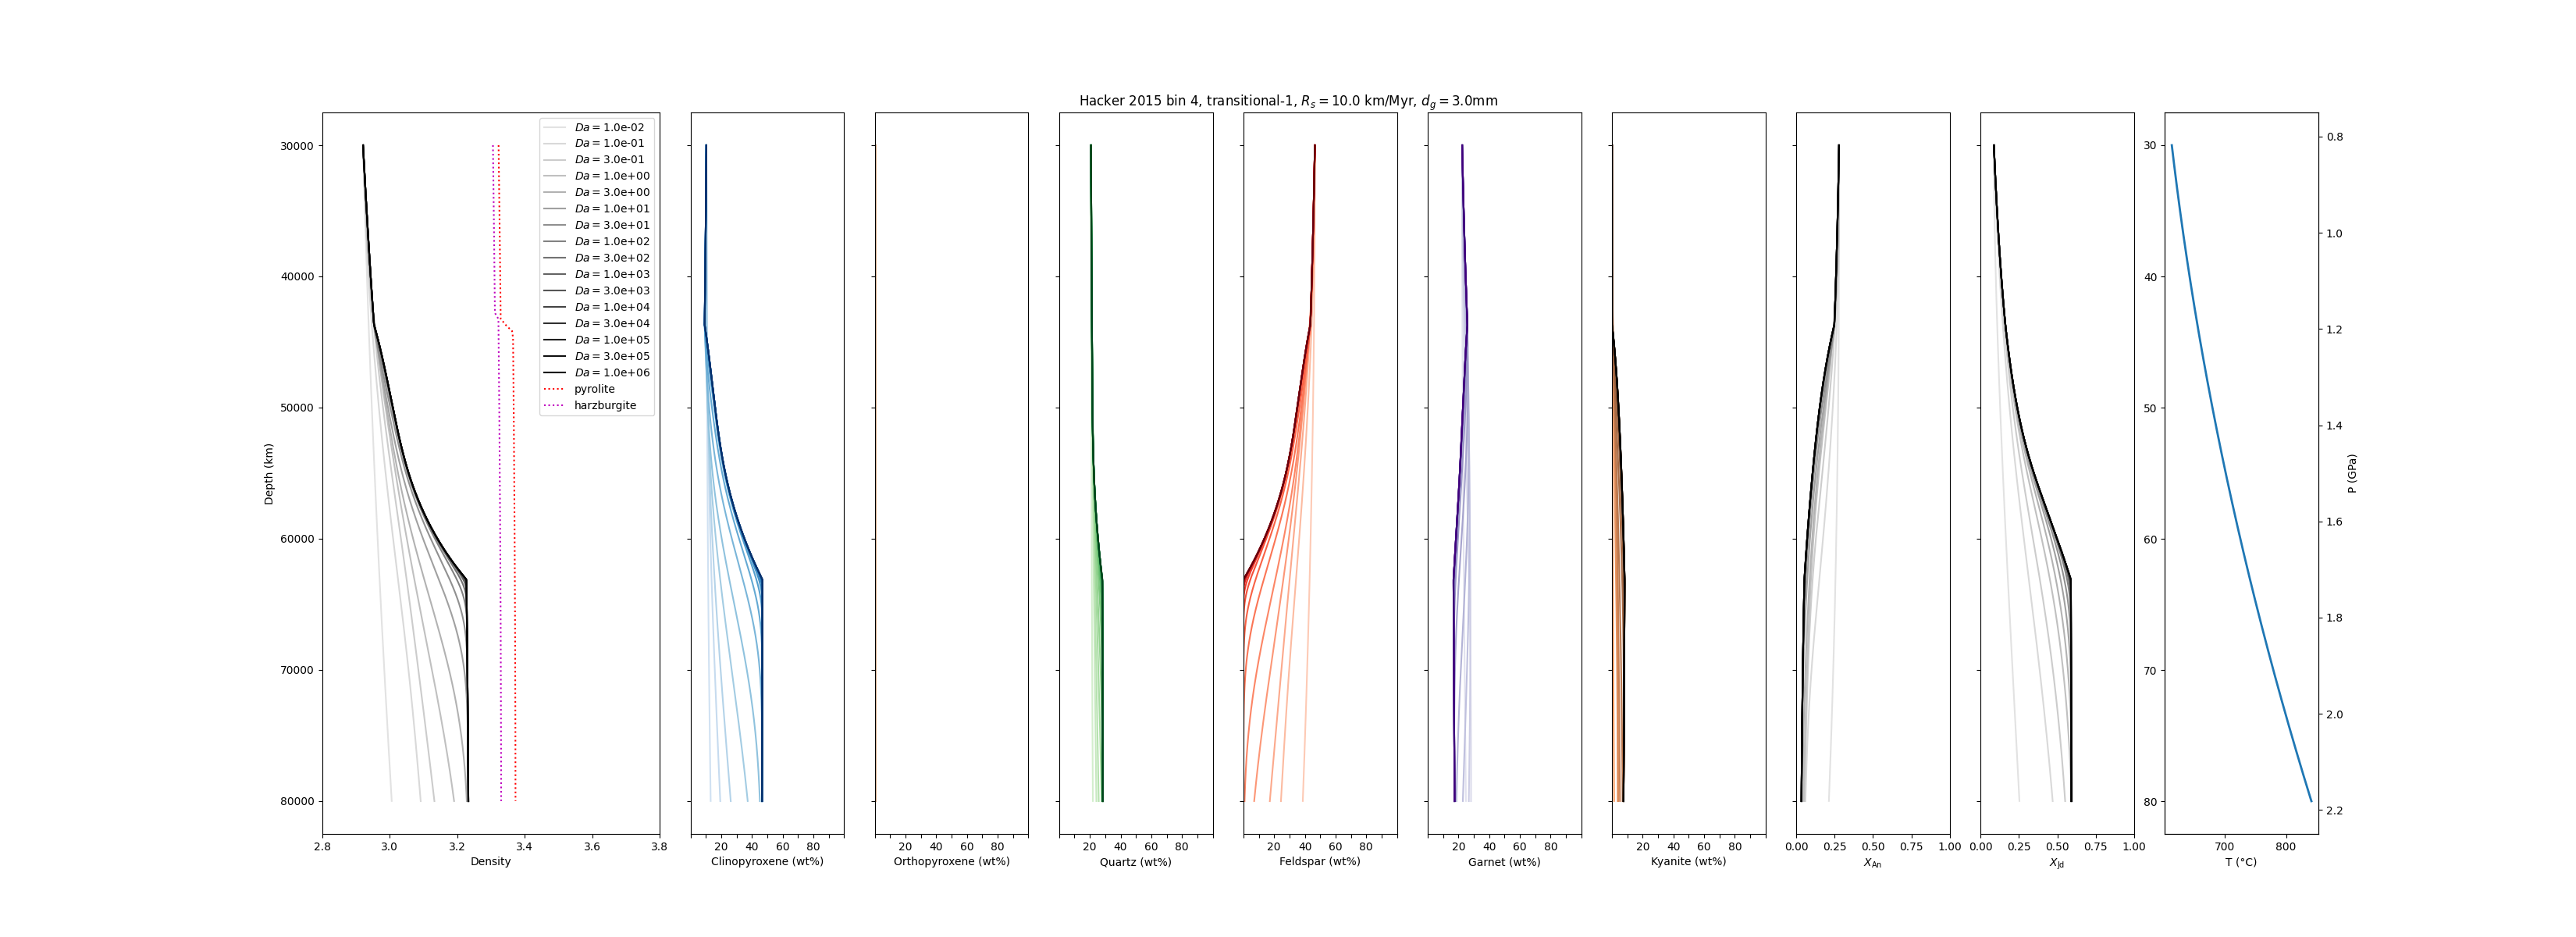 Hacker 2015 bin 4, transitional-1, $R_s = 10.0$ km/Myr, $d_g = 3.0$mm
Da = 1.0e-02
Da = 1.0e-01
Da = 3.0e-01
Da = 1.0e+00
Da = 3.0e+00
Da = 1.0e+01
Da = 3.0e+01
Da = 1.0e+02
Da = 3.0e+02
Da = 1.0e+03
Da = 3.0e+03
Da = 1.0e+04
Da = 3.0e+04
Da = 1.0e+05
Da = 3.0e+05
Da = 1.0e+06
pyrolite
harzburgite
Depth (km)
30000
40000
50000
60000
70000
80000
2.8 3.0 3.2 3.4 3.6 3.8
Density
20 40 60 80
Clinopyroxene (wt%)
20 40 60 80
Orthopyroxene (wt%)
20 40 60 80
Quartz (wt%)
20 40 60 80
Feldspar (wt%)
20 40 60 80
Garnet (wt%)
20 40 60 80
Kyanite (wt%)
0.00 0.25 0.50 0.75 1.00
$X_{An}$
0.00 0.25 0.50 0.75 1.00
$X_{Jd}$
30
40
50
60
70
80
700 800
T (°C)
0.8
1.0
1.2
1.4
1.6
1.8
2.0
2.2
P (GPa)